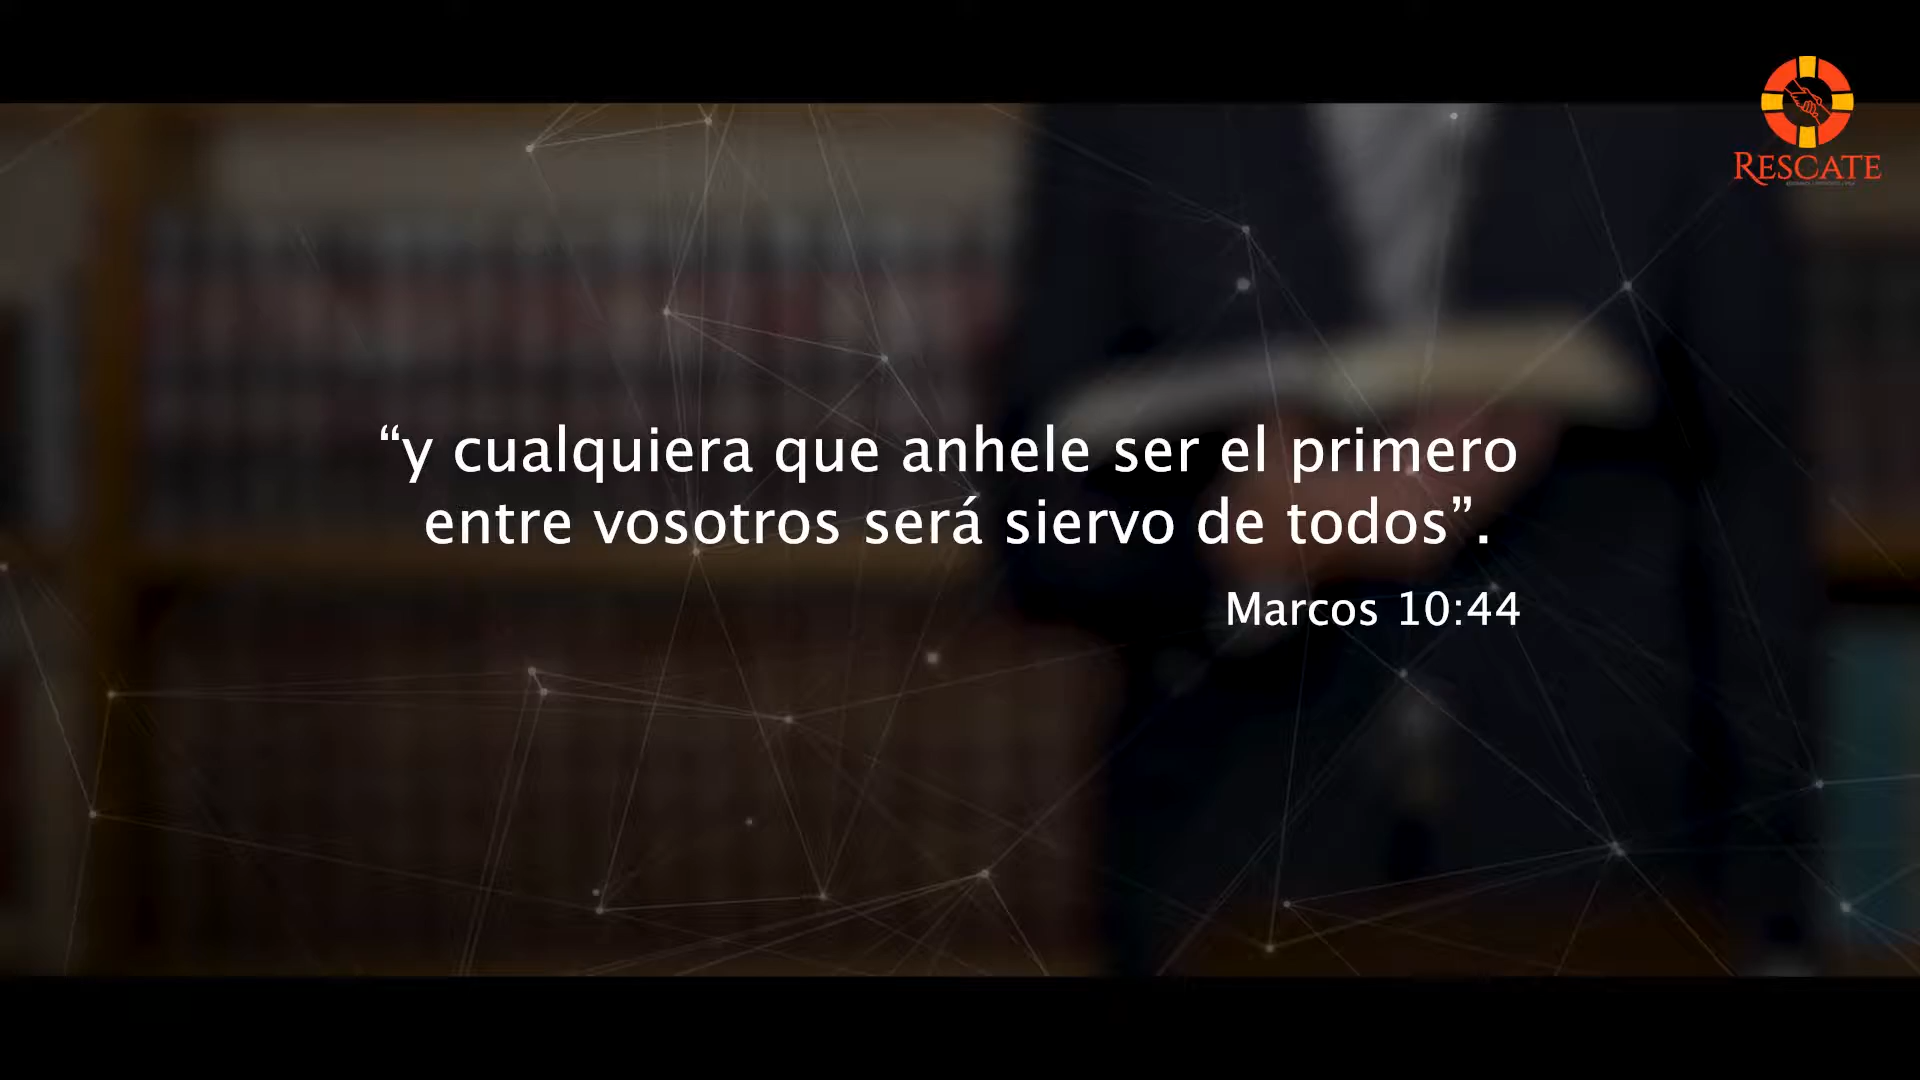 RESCATE
“y cualquiera que anhele ser el primero
entre vosotros será siervo de todos”.
Marcos 10:44